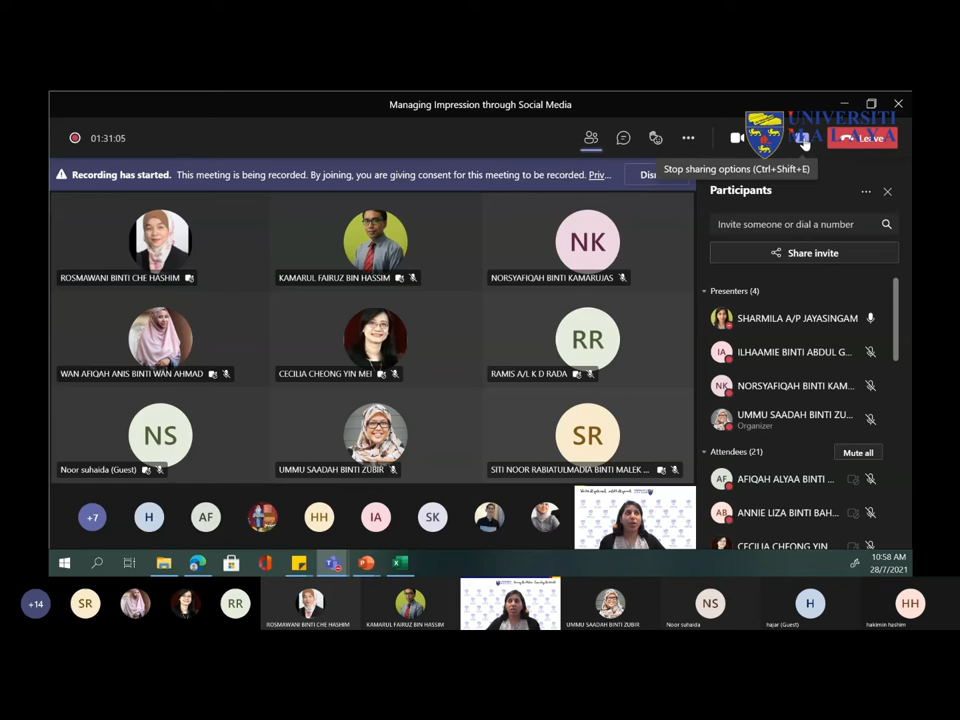 Managing Impression through Social Media
01:31:05
UNIVERSITI
MALAYA
Leave
Stop sharing options (Ctrl+Shift+E)
Recording has started. This meeting is being recorded. By joining, you are giving consent for this meeting to be recorded. Priv...
Participants
Invite someone or dial a number
Share invite
Presenters (4)
SHARMILA A/P JAYASINGAM
IA
ILHAAMIE BINTI ABDUL G...
NK
NORSYAFIQAH BINTI KAM...
UMMU SAADAH BINTI ZU...
Organizer
Attendees (21)
Mute all
AF
AFIQAH ALYAA BINTI ...
AB
ANNIE LIZA BINTI BAH...
CECILIA CHEONG YIN
NK
ROSMAWANI BINTI CHE HASHIM
KAMARUL FAIRUZ BIN HASSIM
NORSYAFIQAH BINTI KAMARUJAS
RR
WAN AFIQAH ANIS BINTI WAN AHMAD
CECILIA CHEONG YIN MEI
RAMIS A/L K D RADA
NS
SR
Noor suhaida (Guest)
UMMU SAADAH BINTI ZUBIR
SITI NOOR RABIATULMADIA BINTI MALEK ...
+7
H
AF
HH
IA
SK
10:58 AM
28/7/2021
+14
SR
RR
NS
H
HH
ROSMAWANI BINTI CHE HASHIM
KAMARUL FAIRUZ BIN HASSIM
UMMU SAADAH BINTI ZUBIR
Noor suhaida
hajar (Guest)
hakimin hashim